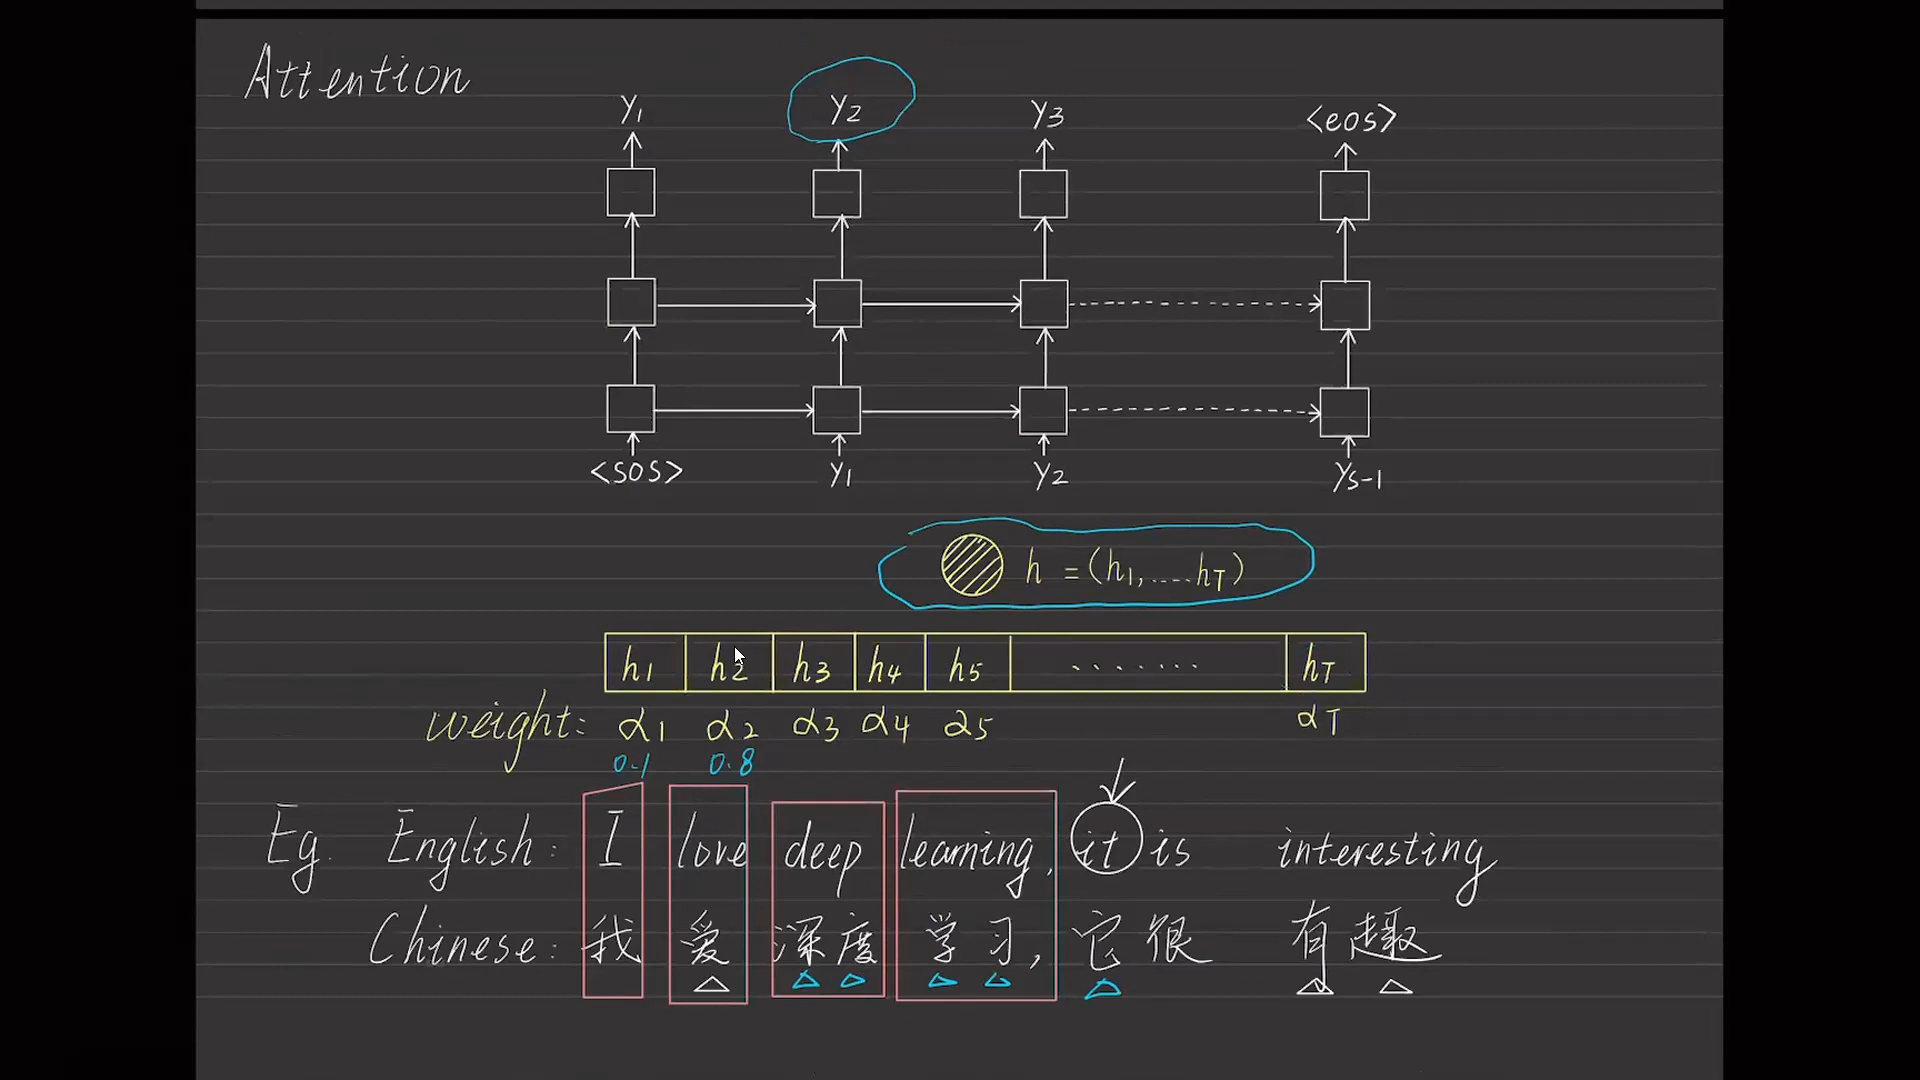 Attention
y1 y2 y3 <eos>
<sos> y1 y2 ys-1
h = (h1, .... hT)
h1 h2 h3 h4 h5 ....... hT
weight: α1 α2 α3 α4 α5 αT
0.1 0.8
Eg. English: I love deep learning, it is interesting
Chinese: 我 爱 深度 学习, 它很 有趣